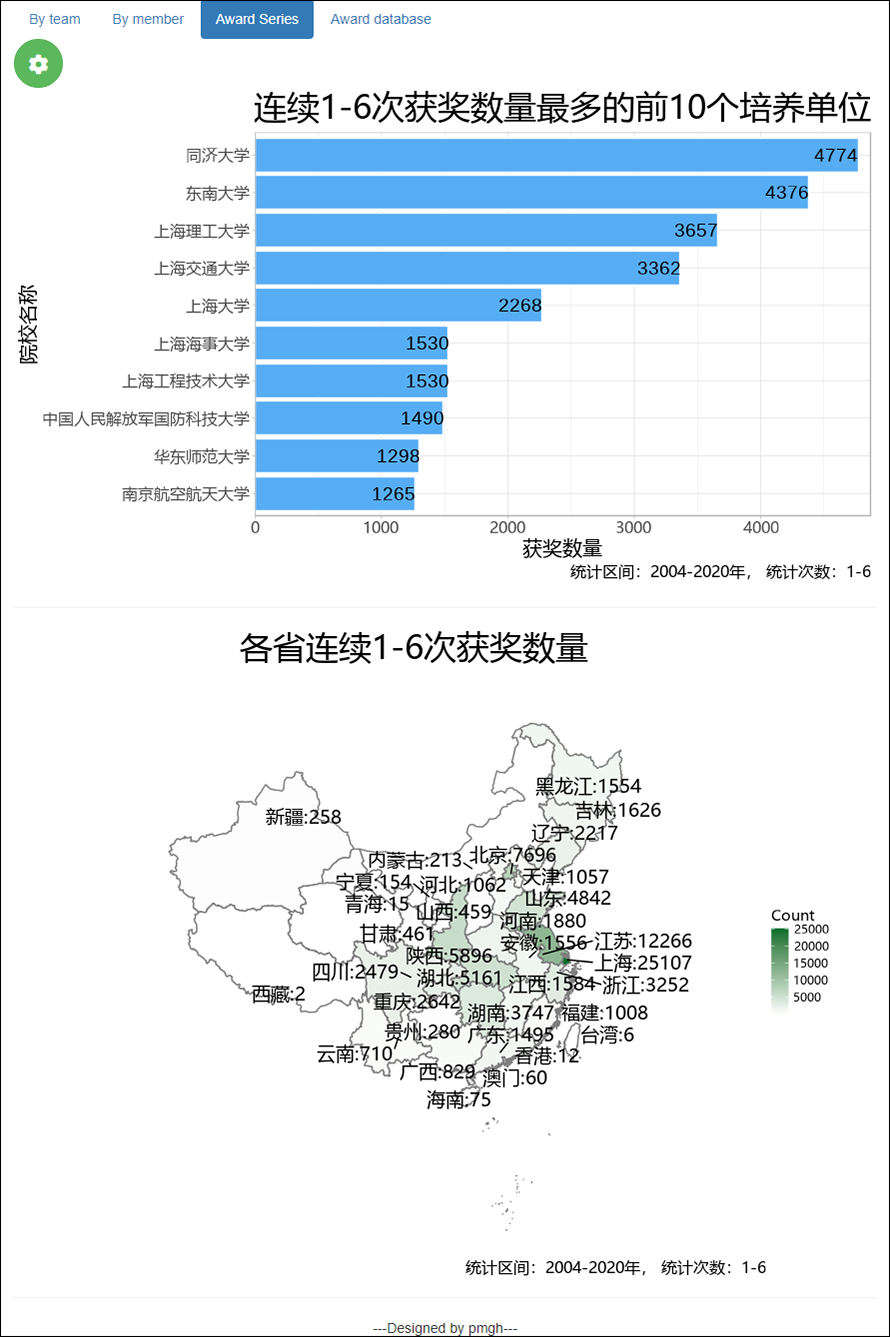 By team By member Award Series Award database
连续1-6次获奖数量最多的前10个培养单位
院校名称
同济大学 4774
东南大学 4376
上海理工大学 3657
上海交通大学 3362
上海大学 2268
上海海事大学 1530
上海工程技术大学 1530
中国人民解放军国防科技大学 1490
华东师范大学 1298
南京航空航天大学 1265
0 1000 2000 3000 4000
获奖数量
统计区间：2004-2020年， 统计次数：1-6
各省连续1-6次获奖数量
黑龙江:1554
吉林:1626
新疆:258
辽宁:2217
内蒙古:213 北京:7696
宁夏:154 河北:1062 天津:1057
青海:15 山西:459 山东:4842
河南:1880
甘肃:461 安徽:1556 江苏:12266
陕西:5896 上海:25107
四川:2479 湖北:5161 江西:1584 浙江:3252
西藏:2 重庆:2642
湖南:3747 福建:1008
贵州:280 广东:1495 台湾:6
云南:710 香港:12
广西:829 澳门:60
海南:75
Count
25000
20000
15000
10000
5000
统计区间：2004-2020年， 统计次数：1-6
---Designed by pmgh---